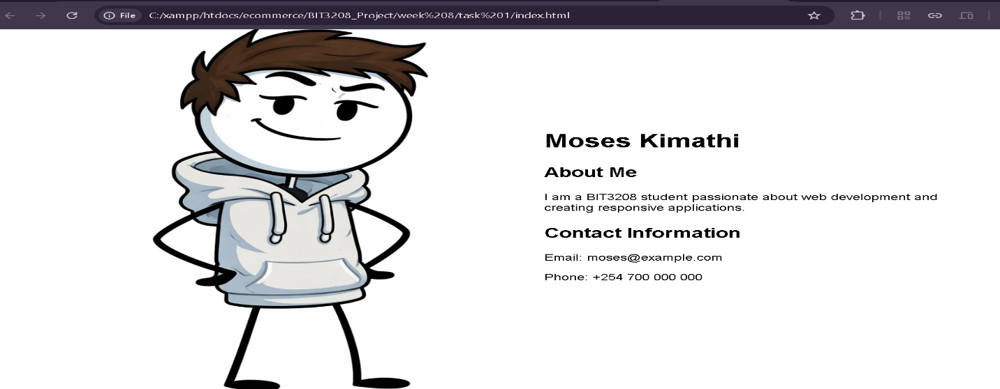 File C:/xampp/htdocs/ecommerce/BIT3208_Project/week%208/task%201/index.html
Moses Kimathi
About Me
I am a BIT3208 student passionate about web development and
creating responsive applications.
Contact Information
Email: moses@example.com
Phone: +254 700 000 000